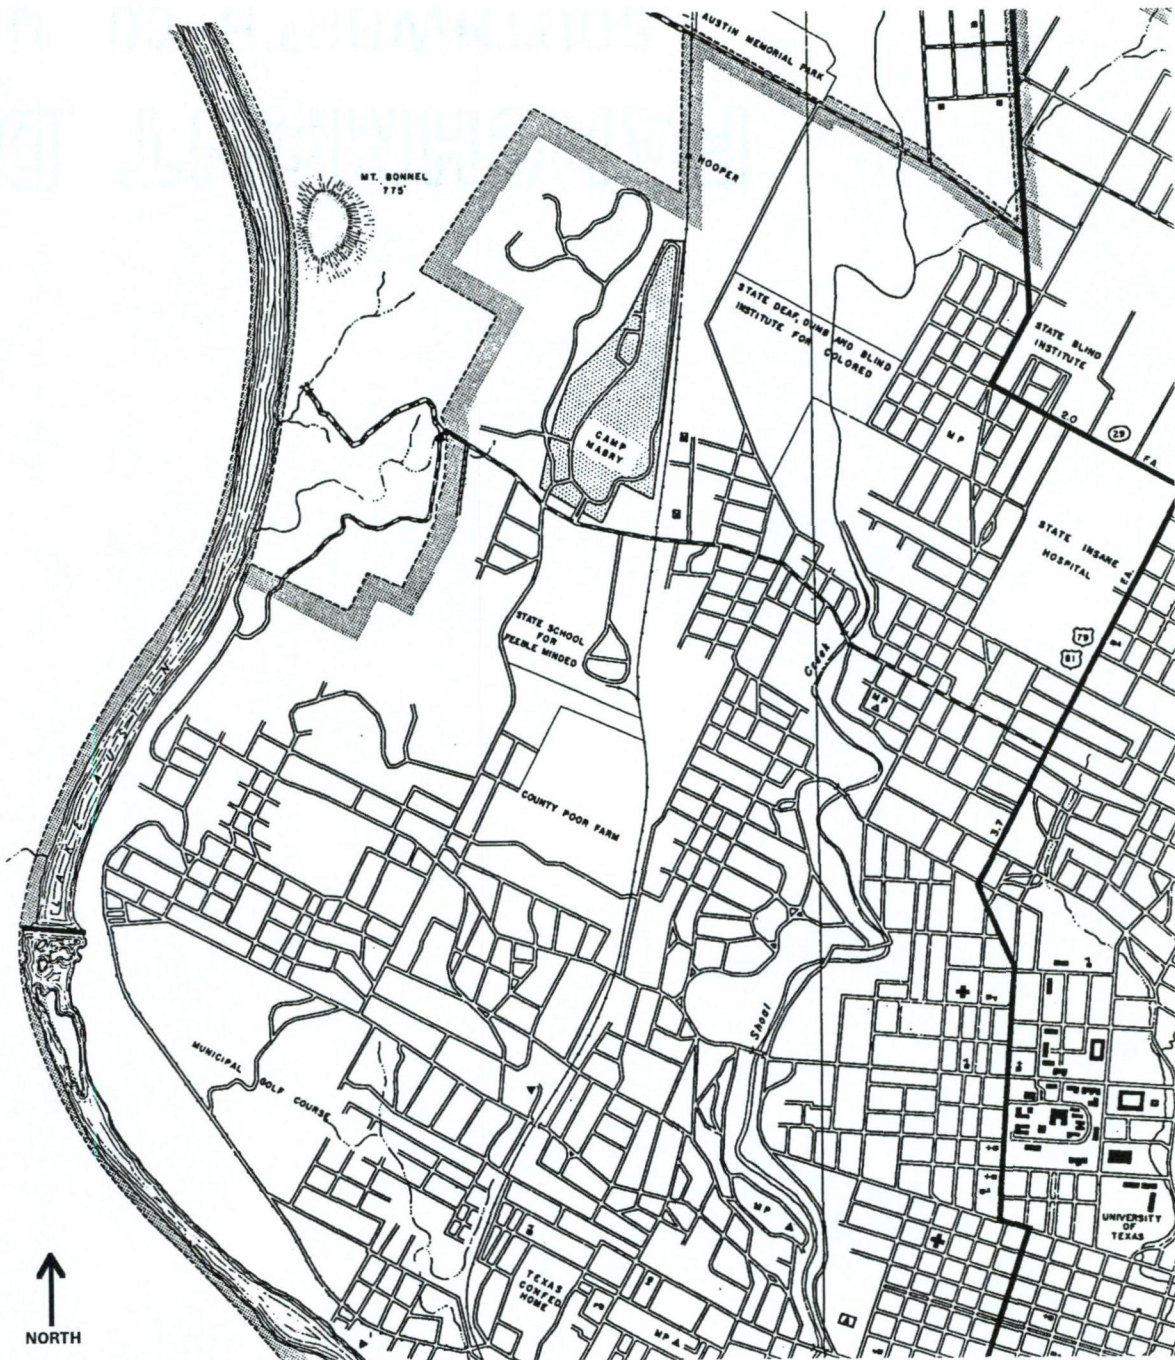 AUSTIN MEMORIAL PARK
HOOPER
MT. BONNEL
775'
STATE DEAF, DUMB AND BLIND
INSTITUTE FOR COLORED
STATE BLIND
INSTITUTE
2.0
29
F.A.
MP
CAMP
MABRY
STATE INSANE
HOSPITAL
F.A.
79
81
STATE SCHOOL
FOR
FEEBLE MINDED
Creek
MP
COUNTY POOR FARM
3.7
Shoal
MUNICIPAL GOLF COURSE
MP
UNIVERSITY
OF
TEXAS
TEXAS
CONFED.
HOME
MP
NORTH